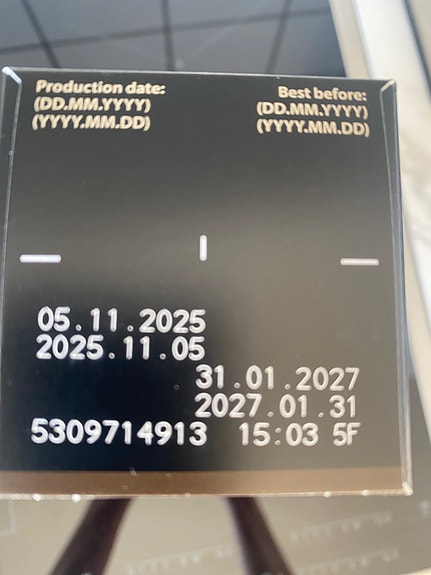 Production date:
(DD.MM.YYYY)
(YYYY.MM.DD)
Best before:
(DD.MM.YYYY)
(YYYY.MM.DD)
05.11.2025
2025.11.05
31.01.2027
2027.01.31
5309714913 15:03 5F